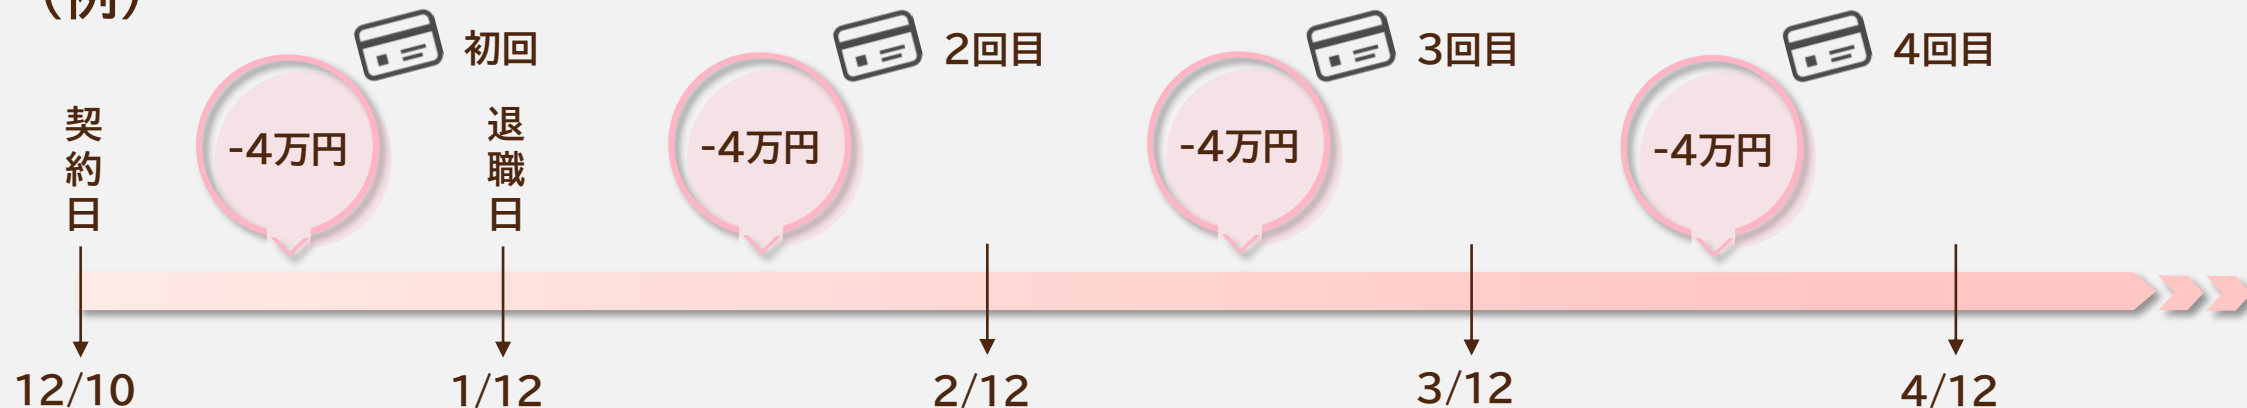 （例）
初回
2回目
3回目
4回目
契約日
-4万円
退職日
-4万円
-4万円
-4万円
12/10
1/12
2/12
3/12
4/12